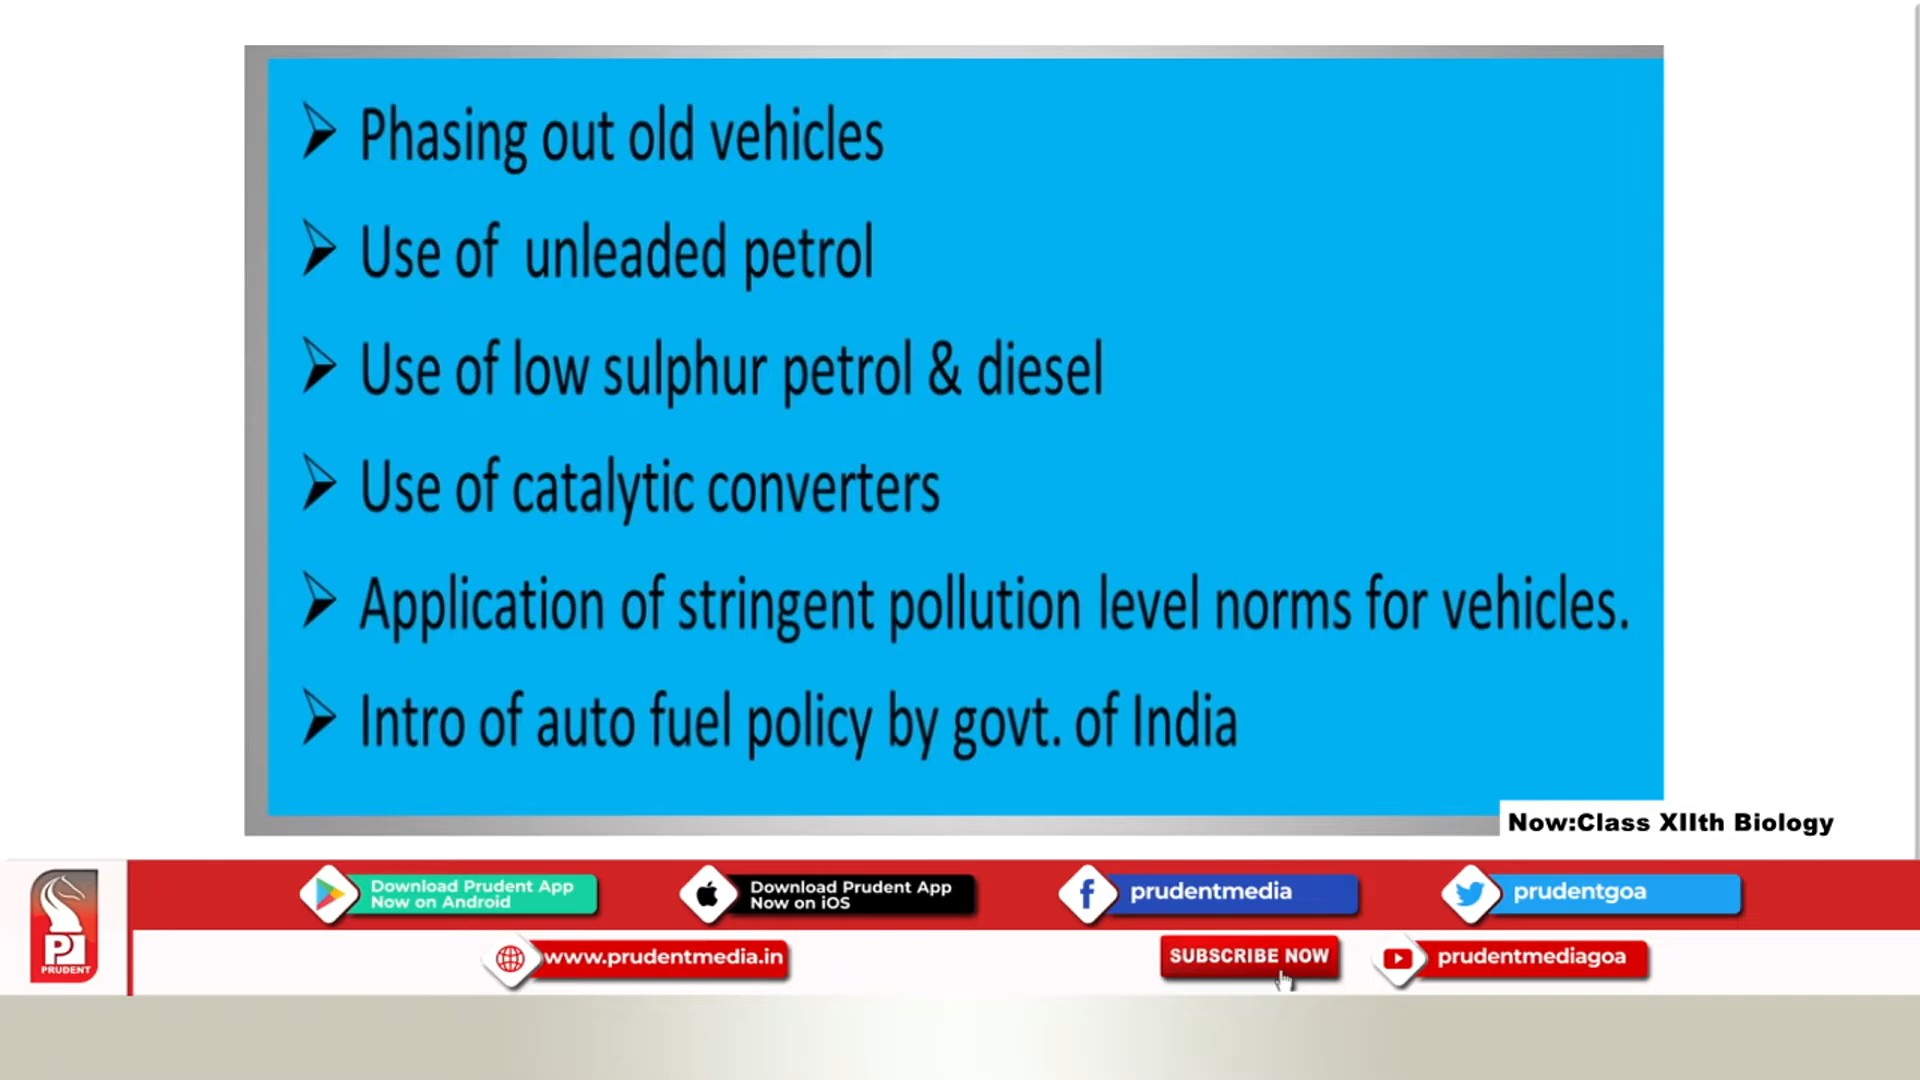 Phasing out old vehicles
Use of unleaded petrol
Use of low sulphur petrol & diesel
Use of catalytic converters
Application of stringent pollution level norms for vehicles.
Intro of auto fuel policy by govt. of India
Now:Class XIIth Biology
Download Prudent App
Now on Android
Download Prudent App
Now on iOS
prudentmedia
prudentgoa
PRUDENT
www.prudentmedia.in
SUBSCRIBE NOW
prudentmediagoa